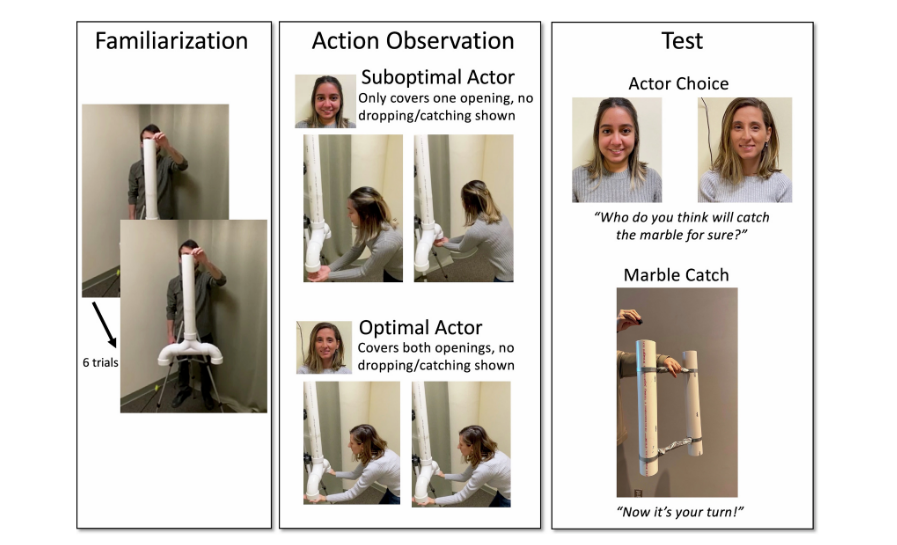 Familiarization
6 trials
Action Observation
Suboptimal Actor
Only covers one opening, no
dropping/catching shown
Optimal Actor
Covers both openings, no
dropping/catching shown
Test
Actor Choice
“Who do you think will catch
the marble for sure?”
Marble Catch
“Now it’s your turn!”